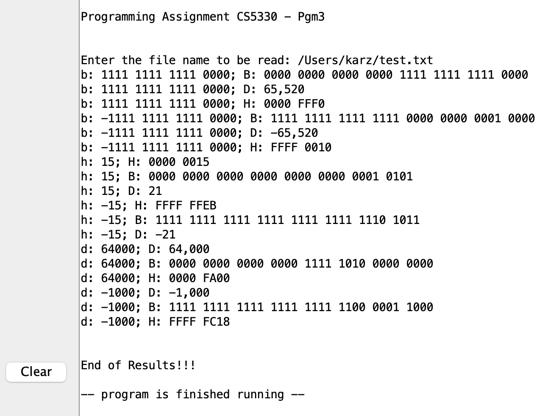 Programming Assignment CS5330 - Pgm3
Enter the file name to be read: /Users/karz/test.txt
b: 1111 1111 1111 0000; B: 0000 0000 0000 0000 1111 1111 1111 0000
b: 1111 1111 1111 0000; D: 65,520
b: 1111 1111 1111 0000; H: 0000 FFF0
b: -1111 1111 1111 0000; B: 1111 1111 1111 1111 0000 0000 0001 0000
b: -1111 1111 1111 0000; D: -65,520
b: -1111 1111 1111 0000; H: FFFF 0010
h: 15; H: 0000 0015
h: 15; B: 0000 0000 0000 0000 0000 0000 0001 0101
h: 15; D: 21
h: -15; H: FFFF FFEB
h: -15; B: 1111 1111 1111 1111 1111 1111 1110 1011
h: -15; D: -21
d: 64000; D: 64,000
d: 64000; B: 0000 0000 0000 0000 1111 1010 0000 0000
d: 64000; H: 0000 FA00
d: -1000; D: -1,000
d: -1000; B: 1111 1111 1111 1111 1111 1100 0001 1000
d: -1000; H: FFFF FC18
End of Results!!!
Clear
-- program is finished running --